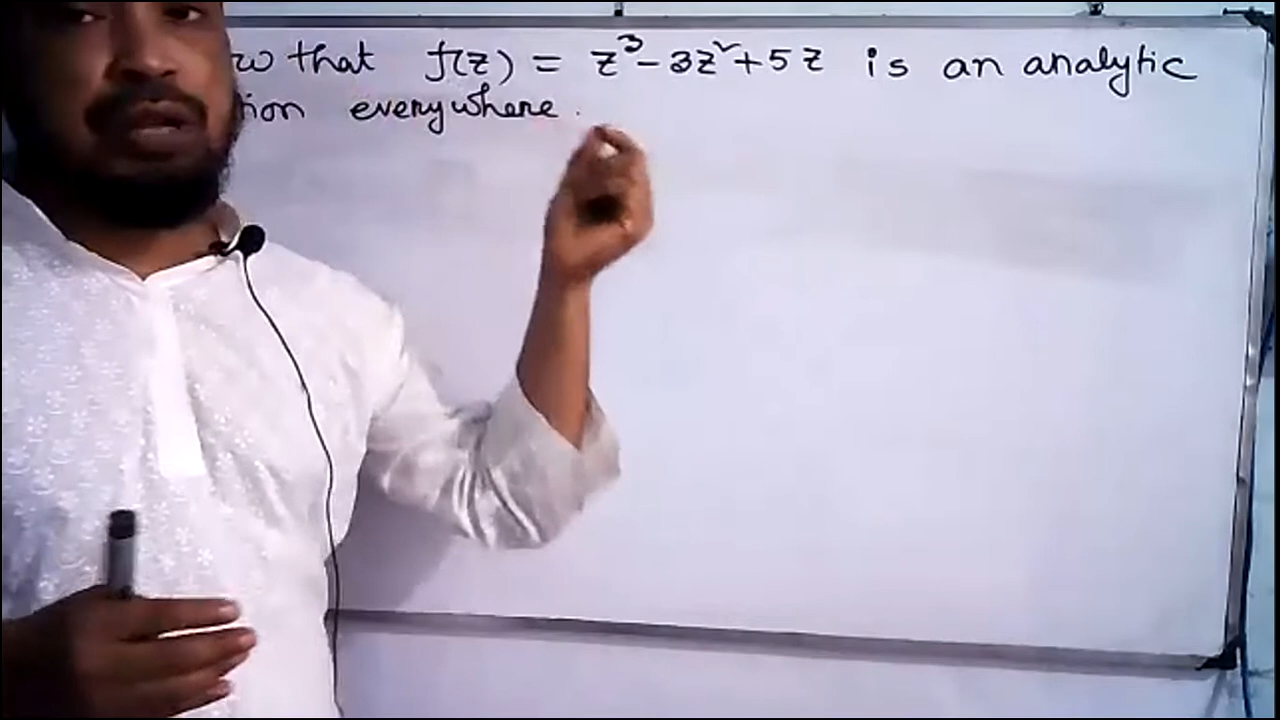 w that f(z) = z³-3z²+5z is an analytic
tion everywhere.